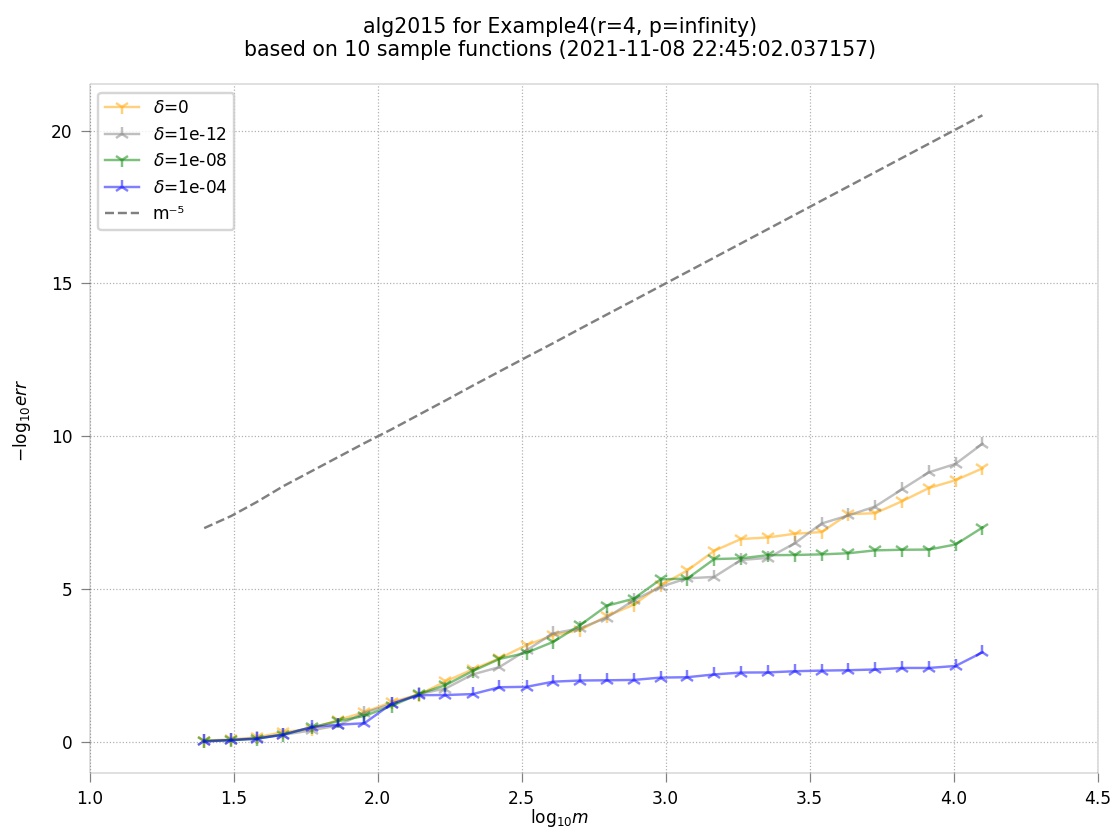 alg2015 for Example4(r=4, p=infinity)
based on 10 sample functions (2021-11-08 22:45:02.037157)
δ=0
δ=1e-12
δ=1e-08
δ=1e-04
m⁻⁵
20
15
10
5
0
−log₁₀err
1.0 1.5 2.0 2.5 3.0 3.5 4.0 4.5
log₁₀m